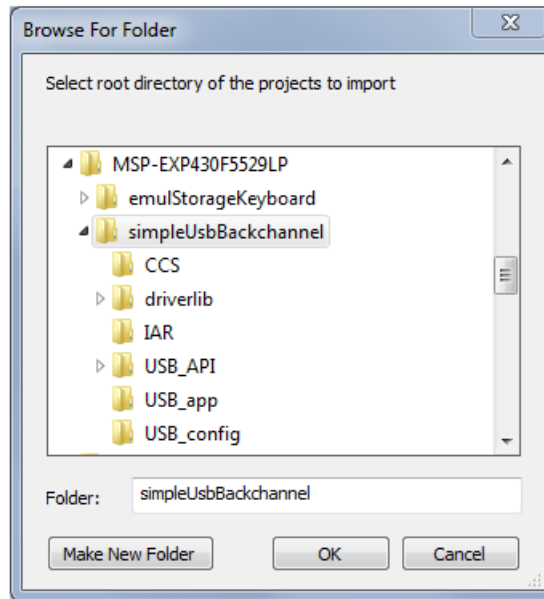 Browse For Folder
Select root directory of the projects to import
MSP-EXP430F5529LP
emulStorageKeyboard
simpleUsbBackchannel
CCS
driverlib
IAR
USB_API
USB_app
USB_config
Folder: simpleUsbBackchannel
Make New Folder OK Cancel